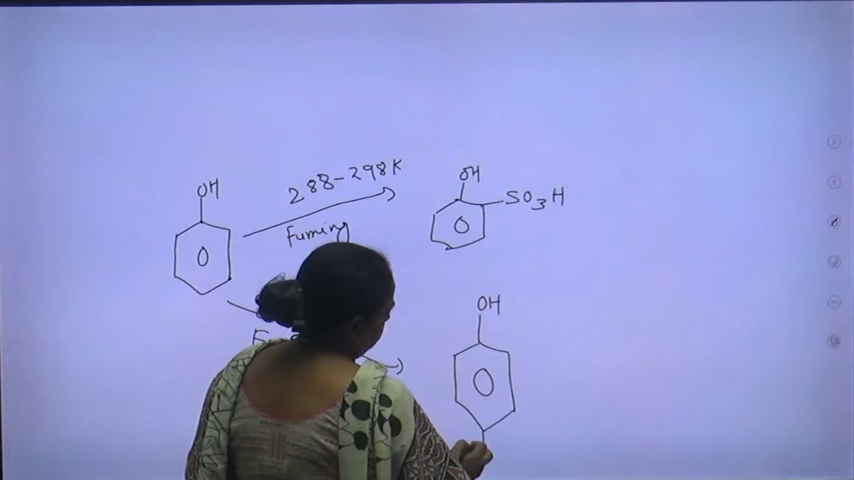 OH
288-298K
Fuming
OH
SO3H
OH